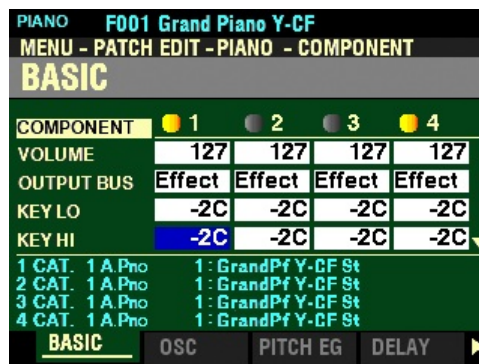 PIANO F001 Grand Piano Y-CF
MENU - PATCH EDIT - PIANO - COMPONENT
BASIC
COMPONENT 1 2 3 4
VOLUME 127 127 127 127
OUTPUT BUS Effect Effect Effect Effect
KEY LO -2C -2C -2C -2C
KEY HI -2C -2C -2C -2C
1 CAT. 1 A.Pno 1: GrandPf Y-CF St
2 CAT. 1 A.Pno 1: GrandPf Y-CF St
3 CAT. 1 A.Pno 1: GrandPf Y-CF St
4 CAT. 1 A.Pno 1: GrandPf Y-CF St
BASIC OSC PITCH EG DELAY